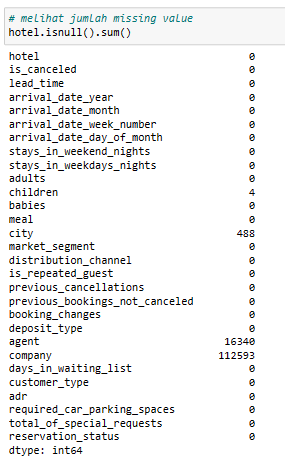 # melihat jumlah missing value
hotel.isnull().sum()
hotel 0
is_canceled 0
lead_time 0
arrival_date_year 0
arrival_date_month 0
arrival_date_week_number 0
arrival_date_day_of_month 0
stays_in_weekend_nights 0
stays_in_weekdays_nights 0
adults 0
children 4
babies 0
meal 0
city 488
market_segment 0
distribution_channel 0
is_repeated_guest 0
previous_cancellations 0
previous_bookings_not_canceled 0
booking_changes 0
deposit_type 0
agent 16340
company 112593
days_in_waiting_list 0
customer_type 0
adr 0
required_car_parking_spaces 0
total_of_special_requests 0
reservation_status 0
dtype: int64